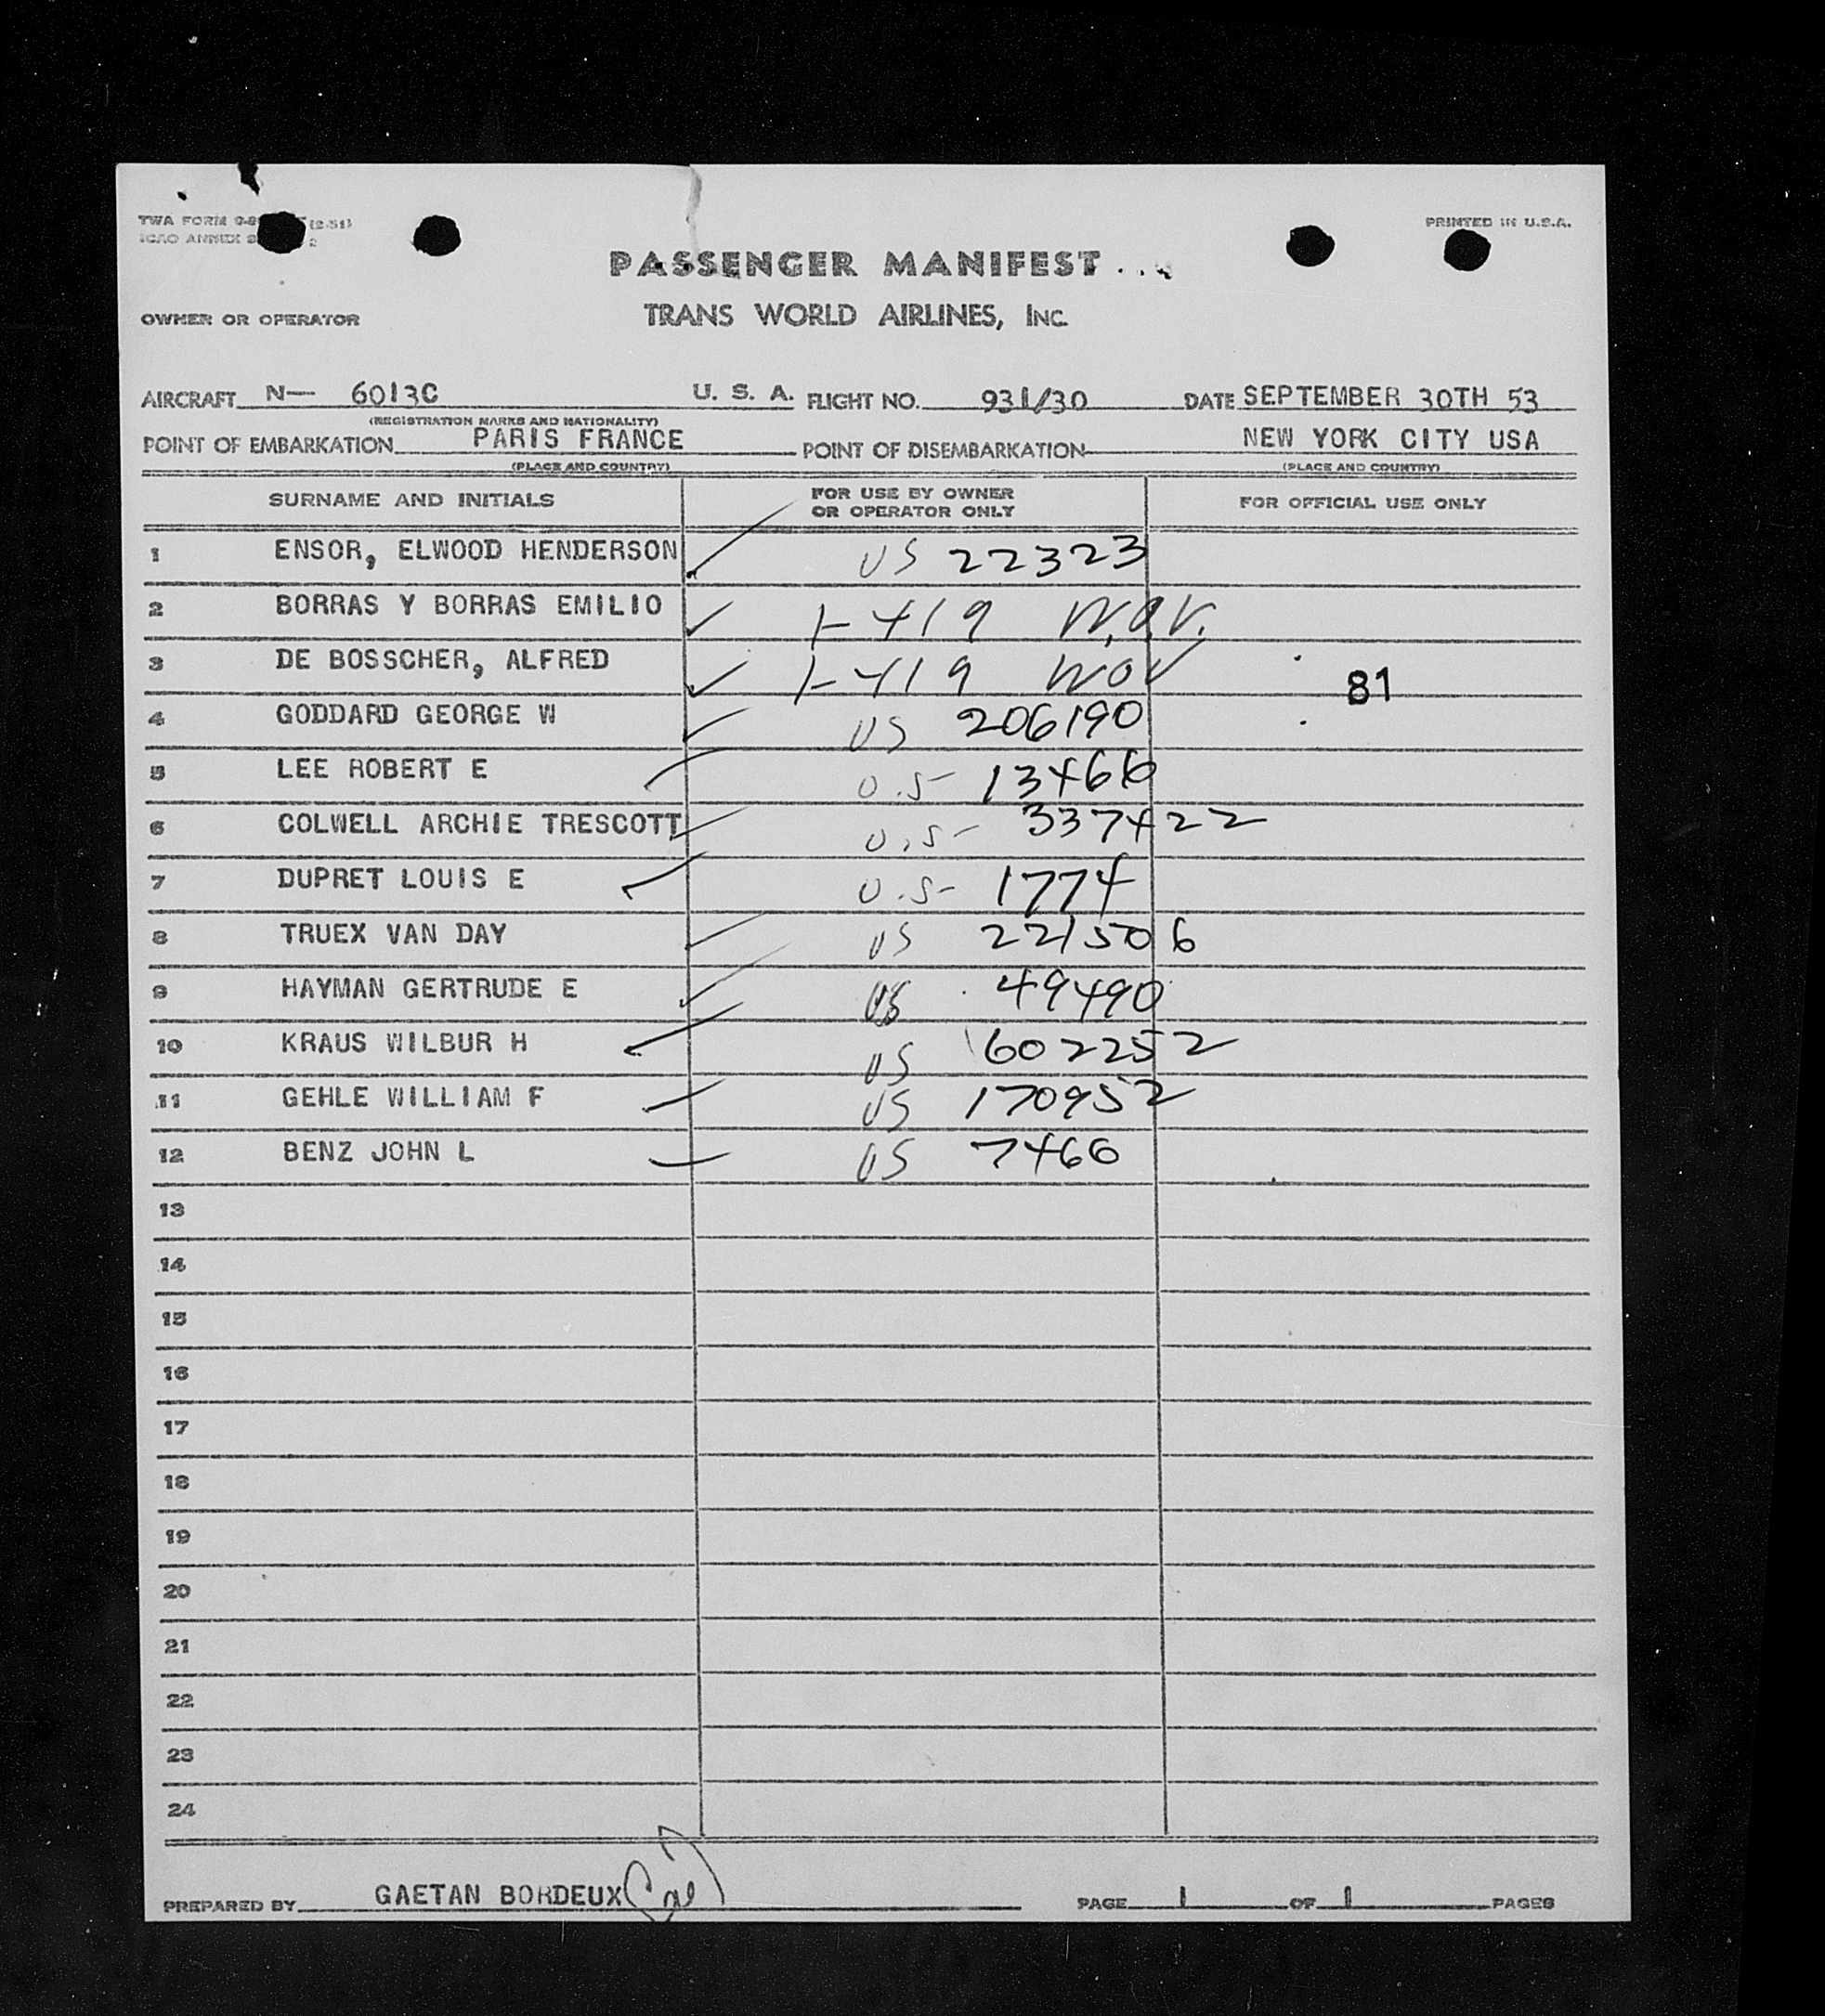 TWA FORM (2-51)
ICAO ANNEX 2
PRINTED IN U.S.A.
PASSENGER MANIFEST
OWNER OR OPERATOR TRANS WORLD AIRLINES, INC.
AIRCRAFT N— 6013C U. S. A. FLIGHT NO. 931/30 DATE SEPTEMBER 30TH 53
(REGISTRATION MARKS AND NATIONALITY)
POINT OF EMBARKATION PARIS FRANCE POINT OF DISEMBARKATION NEW YORK CITY USA
(PLACE AND COUNTRY) (PLACE AND COUNTRY)
SURNAME AND INITIALS FOR USE BY OWNER OR OPERATOR ONLY FOR OFFICIAL USE ONLY
1 ENSOR, ELWOOD HENDERSON US 22323
2 BORRAS Y BORRAS EMILIO I-419 W.O.V.
3 DE BOSSCHER, ALFRED I-419 WOV 81
4 GODDARD GEORGE W US 206190
5 LEE ROBERT E U.S- 13466
6 COLWELL ARCHIE TRESCOTT U.S- 337422
7 DUPRET LOUIS E U.S- 1774
8 TRUEX VAN DAY US 221506
9 HAYMAN GERTRUDE E US 49490
10 KRAUS WILBUR H US 602252
11 GEHLE WILLIAM F US 170952
12 BENZ JOHN L US 7466
13
14
15
16
17
18
19
20
21
22
23
24
PREPARED BY GAETAN BORDEUX PAGE 1 OF 1 PAGES